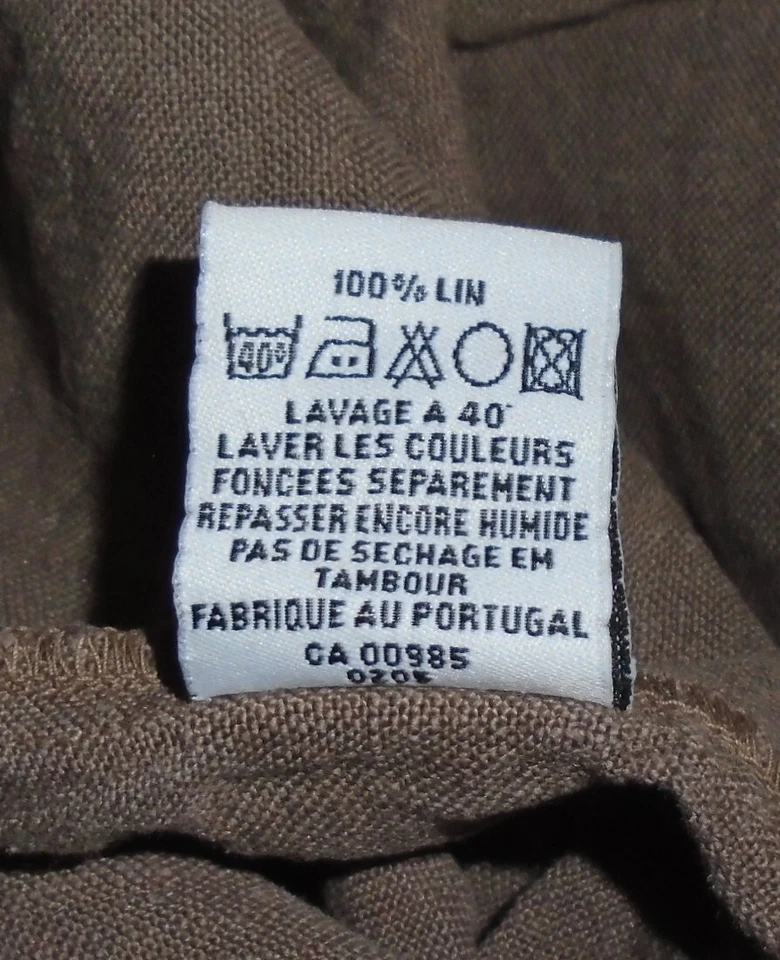 100% LIN
40°
LAVAGE A 40°
LAVER LES COULEURS
FONCEES SEPAREMENT
REPASSER ENCORE HUMIDE
PAS DE SECHAGE EM
TAMBOUR
FABRIQUE AU PORTUGAL
CA 00985